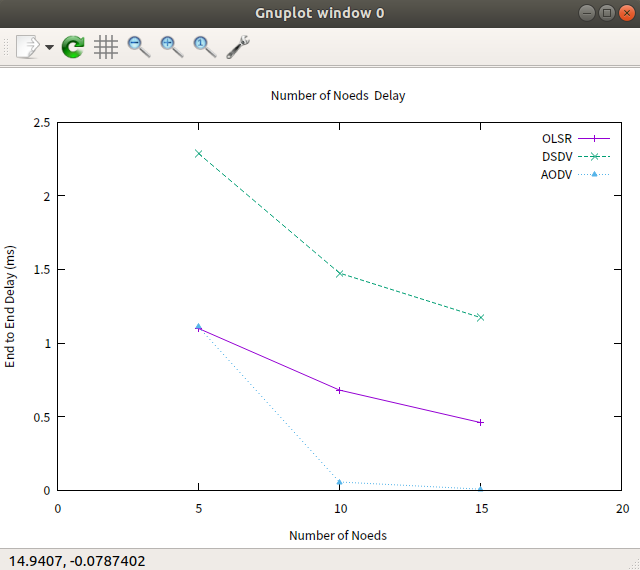 Gnuplot window 0
Number of Noeds  Delay
2.5
2
1.5
1
0.5
0
End to End Delay (ms)
OLSR
DSDV
AODV
0
5
10
15
20
Number of Noeds
14.9407, -0.0787402